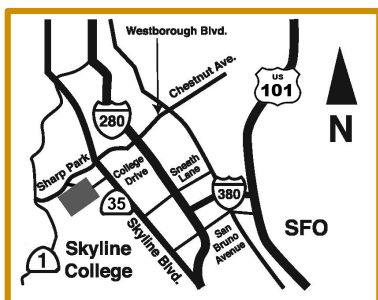 Westborough Blvd.
Chestnut Ave.
US
101
280
N
Sharp Park
College
Drive
Sneath
Lane
380
35
Skyline Blvd.
San
Bruno
Avenue
SFO
1
Skyline
College